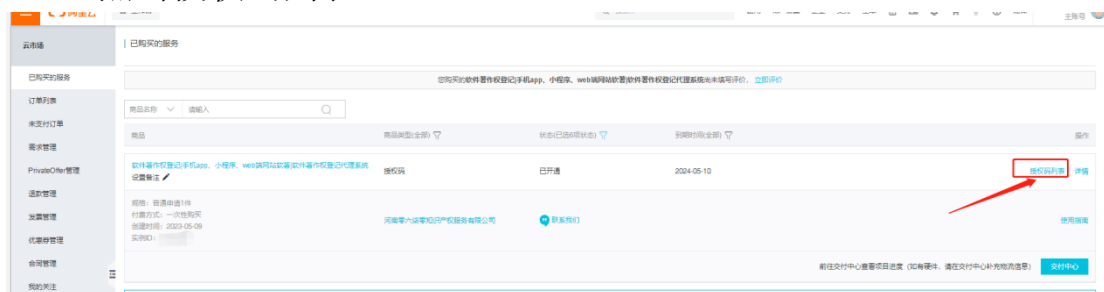 阿里云
主账号
云市场
已购买的服务
已购买的服务
订单列表
未支付订单
需求管理
PrivateOffer管理
退款管理
发票管理
优惠券管理
合同管理
我的关注
您购买的软件著作权登记|手机app、小程序、web端网站软著|软件著作权登记代理系统尚未填写评价, 立即评价
商品名称 请输入
商品 商品类型(全部) 状态(已选6项状态) 到期时间(全部) 操作
软件著作权登记|手机app、小程序、web端网站软著|软件著作权登记代理系统 授权码 已开通 2024-05-10 授权码列表 详情
设置备注
规格: 普通申请1件
付费方式: 一次性购买
创建时间: 2023-05-09
实例ID:
河南零六柒零知识产权服务有限公司 联系我们 使用指南
前往交付中心查看项目进度 (如有硬件, 请在交付中心补充物流信息) 交付中心